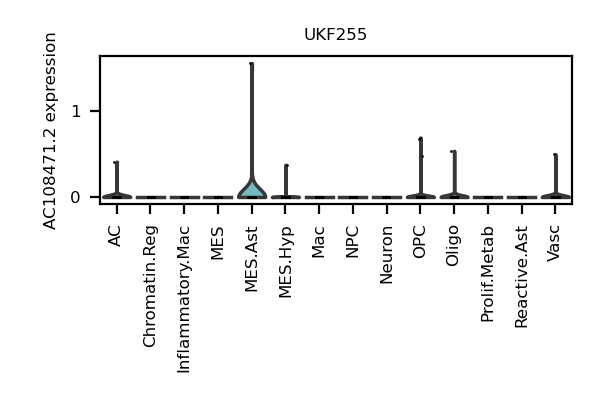 UKF255
AC108471.2 expression
1
0
AC
Chromatin.Reg
Inflammatory.Mac
MES
MES.Ast
MES.Hyp
Mac
NPC
Neuron
OPC
Oligo
Prolif.Metab
Reactive.Ast
Vasc